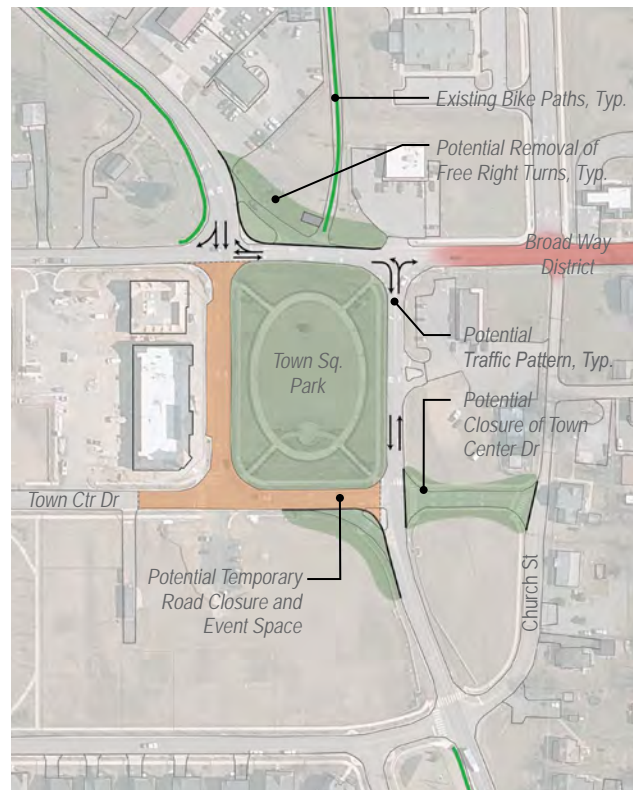 Existing Bike Paths, Typ.
Potential Removal of
Free Right Turns, Typ.
Broad Way
District
Potential
Traffic Pattern, Typ.
Town Sq.
Park
Potential
Closure of Town
Center Dr
Town Ctr Dr
Potential Temporary
Road Closure and
Event Space
Church St